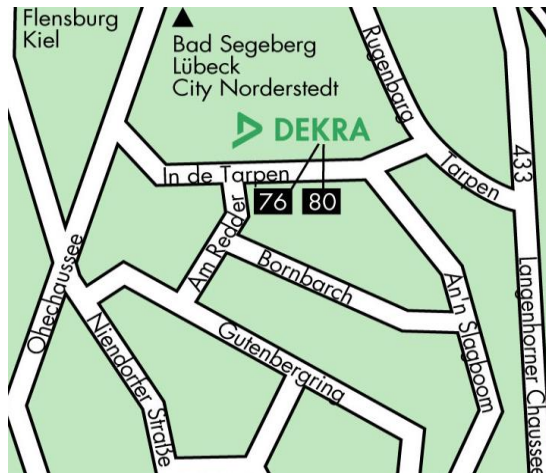 Flensburg
Kiel
Bad Segeberg
Lübeck
City Norderstedt
Rugenbarg
DEKRA
433
In de Tarpen
Tarpen
76
80
Am Redder
Bornbarch
An'n Slagboom
Langenhorner Chaussee
Ohechaussee
Niendorfer Straße
Gutenbergring